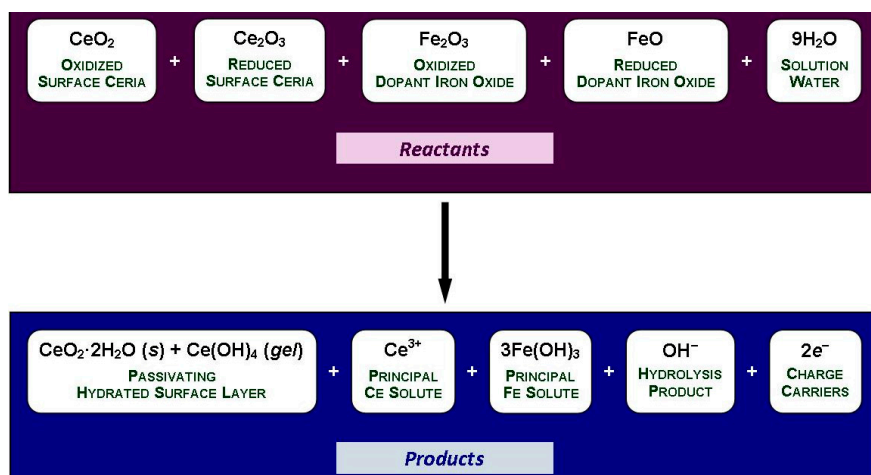 CeO₂ + Ce₂O₃ + Fe₂O₃ + FeO + 9H₂O
OXIDIZED REDUCED OXIDIZED REDUCED SOLUTION
SURFACE CERIA SURFACE CERIA DOPANT IRON OXIDE DOPANT IRON OXIDE WATER
Reactants
CeO₂·2H₂O (s) + Ce(OH)₄ (gel) + Ce³⁺ + 3Fe(OH)₃ + OH⁻ + 2e⁻
PASSIVATING PRINCIPAL PRINCIPAL HYDROLYSIS CHARGE
HYDRATED SURFACE LAYER CE SOLUTE FE SOLUTE PRODUCT CARRIERS
Products